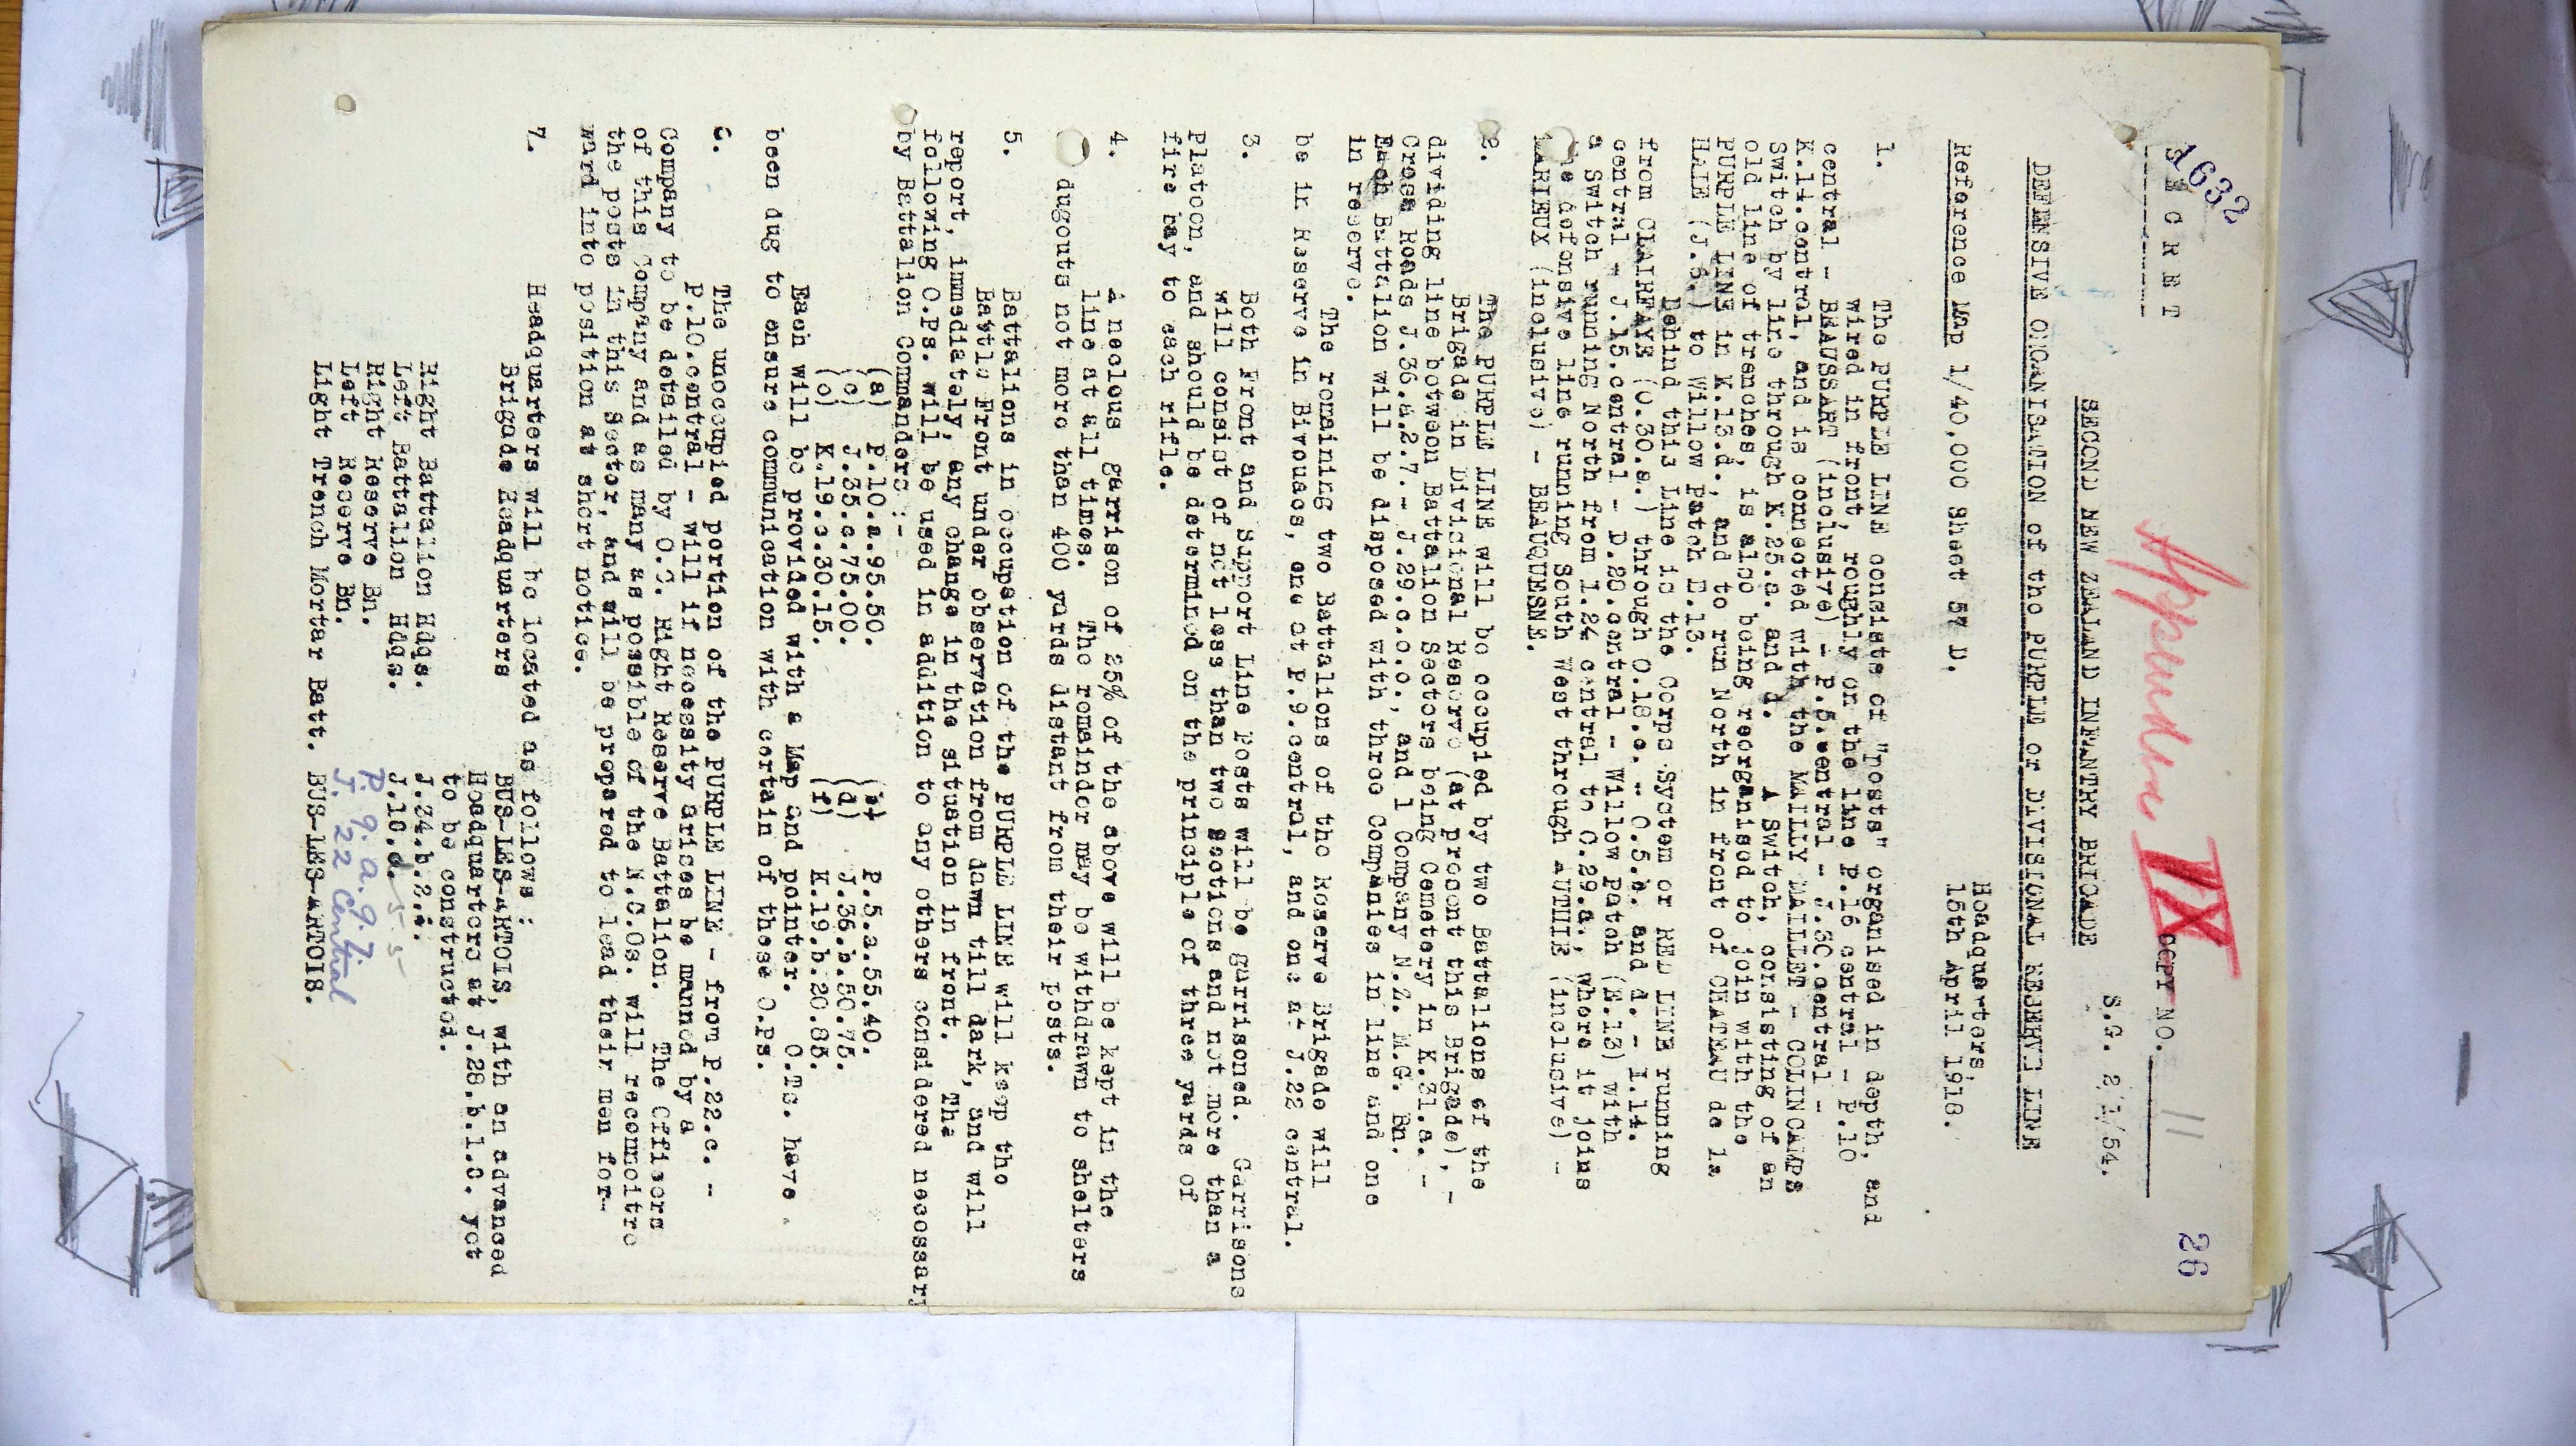 1632
26
SECRET
Appendix IX
COPY NO. 11
S.G. 2/1/54.
SECOND NEW ZEALAND INFANTRY BRIGADE
DEFENSIVE ORGANISATION of the PURPLE or DIVISIONAL RESERVE LINE
Headquarters,
15th April 1918.
Reference Map 1/40,000 Sheet 57 D.
1. The PURPLE LINE consists of "posts" organised in depth, and
wired in front, roughly on the line P.16 central - P.10
central - BEAUSSART (inclusive) - P.5.central - J.30.central -
K.14.central, and is connected with the MAILLY MAILLET - COLINCAMPS
Switch by line through K.25.a. and d. A Switch, consisting of an
old line of trenches, is also being reorganised to join with the
PURPLE LINE in K.13.d., and to run North in front of CHATEAU de la
HAIE (J.6.) to Willow Patch E.13.
Behind this Line is the Corps System or RED LINE running
from CLAIRFAYE (O.30.a.) through O.18.c. - O.5.b. and d. - I.14.
central - J.15.central - D.28.central - Willow Patch (E.13) with
a Switch running North from I.24 central to C.29.a., where it joins
the defensive line running South West through AUTHIE (inclusive) -
MARIEUX (inclusive) - BEAUQUESNE.
2. The PURPLE LINE will be occupied by two Battalions of the
Brigade in Divisional Reserve (at present this Brigade), -
dividing line between Battalion Sectors being Cemetery in K.31.a. -
Cross Roads J.36.a.2.7. - J.29.c.0.0., and 1 Company N.Z. M.G. Bn.
Each Battalion will be disposed with three Companies in line and one
in reserve.
The remaining two Battalions of the Reserve Brigade will
be in Reserve in Bivouacs, one at P.9.central, and one at J.22 central.
3. Both Front and Support Line Posts will be garrisoned. Garrisons
will consist of not less than two sections and not more than a
Platoon, and should be determined on the principle of three yards of
fire bay to each rifle.
4. A nucleus garrison of 25% of the above will be kept in the
line at all times. The remainder may be withdrawn to shelters
dugouts not more than 400 yards distant from their posts.
5. Battalions in occupation of the PURPLE LINE will keep the
Battle Front under observation from dawn till dark, and will
report, immediately, any change in the situation in front. The
following O.Ps. will be used in addition to any others considered necessary
by Battalion Commanders :-
(a) P.10.a.95.50. (b) P.5.a.55.40.
(c) J.35.c.75.00. (d) J.36.b.50.75.
(e) K.19.c.30.15. (f) K.19.b.20.85.
Each will be provided with a Map and pointer. O.Ts. have
been dug to ensure communication with certain of these O.Ps.
6. The unoccupied portion of the PURPLE LINE - from P.22.c. -
P.10.central - will if necessity arises be manned by a
Company to be detailed by O.C. Right Reserve Battalion. The Officers
of this Company and as many as possible of the N.C.Os. will reconnoitre
the posts in this Sector, and will be prepared to lead their men for-
ward into position at short notice.
7. Headquarters will be located as follows :
Brigade Headquarters BUS-LES-ARTOIS, with an advanced
Headquarters at J.28.b.1.0. yet
to be constructed.
Right Battalion Hdqs. J.34.b.2.4.
Left Battalion Hdqs. J.10.d. 5 5
Right Reserve Bn. P. 9. a. 9. 7.
Left Reserve Bn. J. 22 Central
Light Trench Mortar Batt. BUS-LES-ARTOIS.